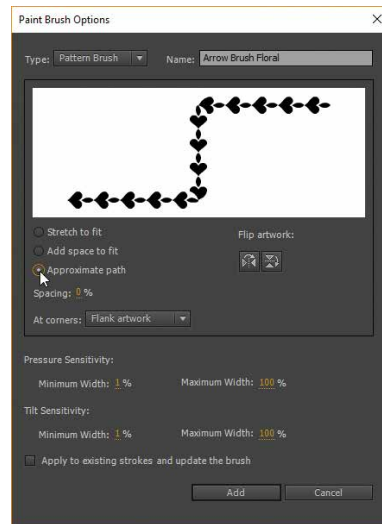 Paint Brush Options
Type: Pattern Brush Name: Arrow Brush Floral
Stretch to fit
Flip artwork:
Add space to fit
Approximate path
Spacing: 0 %
At corners: Flank artwork
Pressure Sensitivity:
Minimum Width: 1 % Maximum Width: 100 %
Tilt Sensitivity:
Minimum Width: 1 % Maximum Width: 100 %
Apply to existing strokes and update the brush
Add Cancel